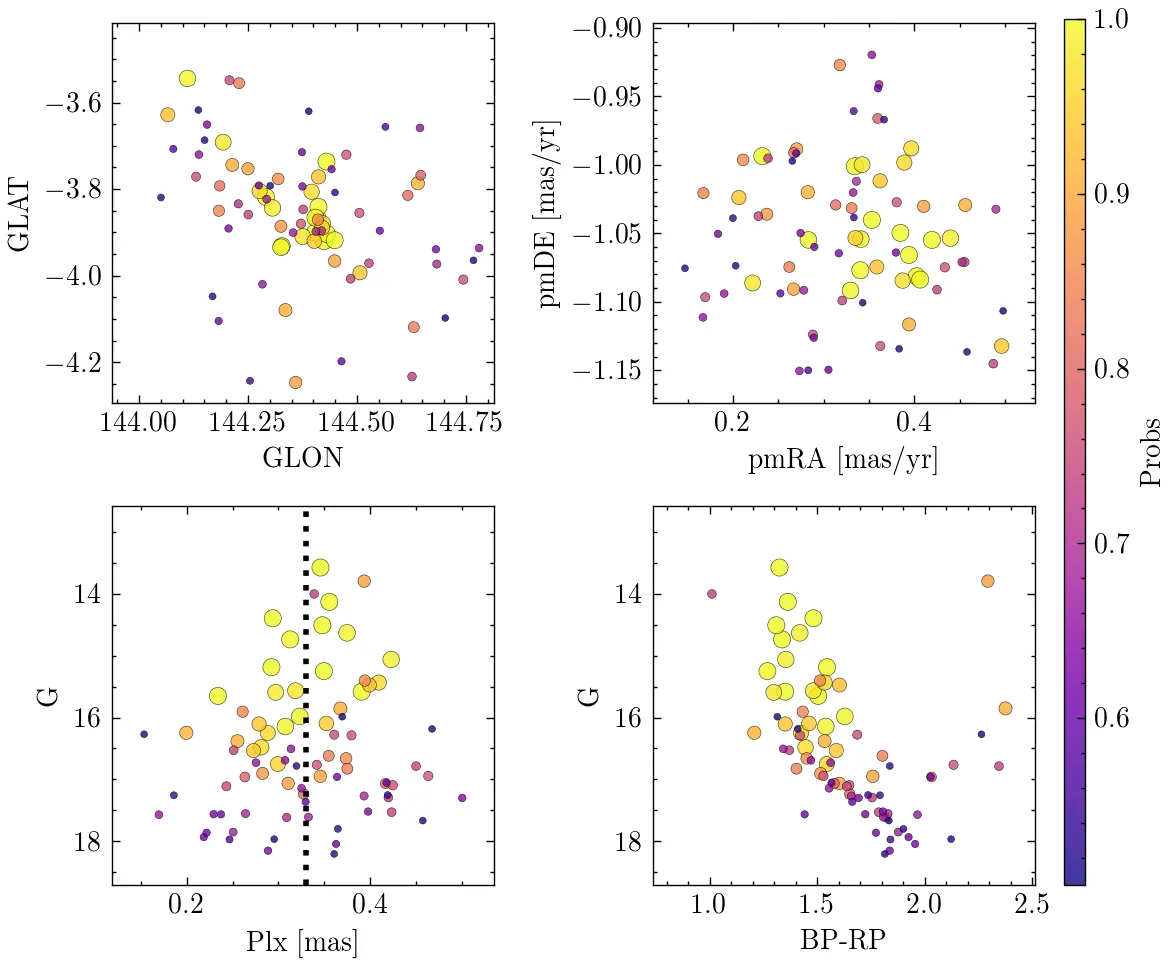 −3.6
−3.8
−4.0
−4.2
GLAT
144.00 144.25 144.50 144.75
GLON
−0.90
−0.95
−1.00
−1.05
−1.10
−1.15
pmDE [mas/yr]
0.2 0.4
pmRA [mas/yr]
14
16
18
G
0.2 0.4
Plx [mas]
14
16
18
G
1.0 1.5 2.0 2.5
BP-RP
1.0
0.9
0.8
0.7
0.6
Probs